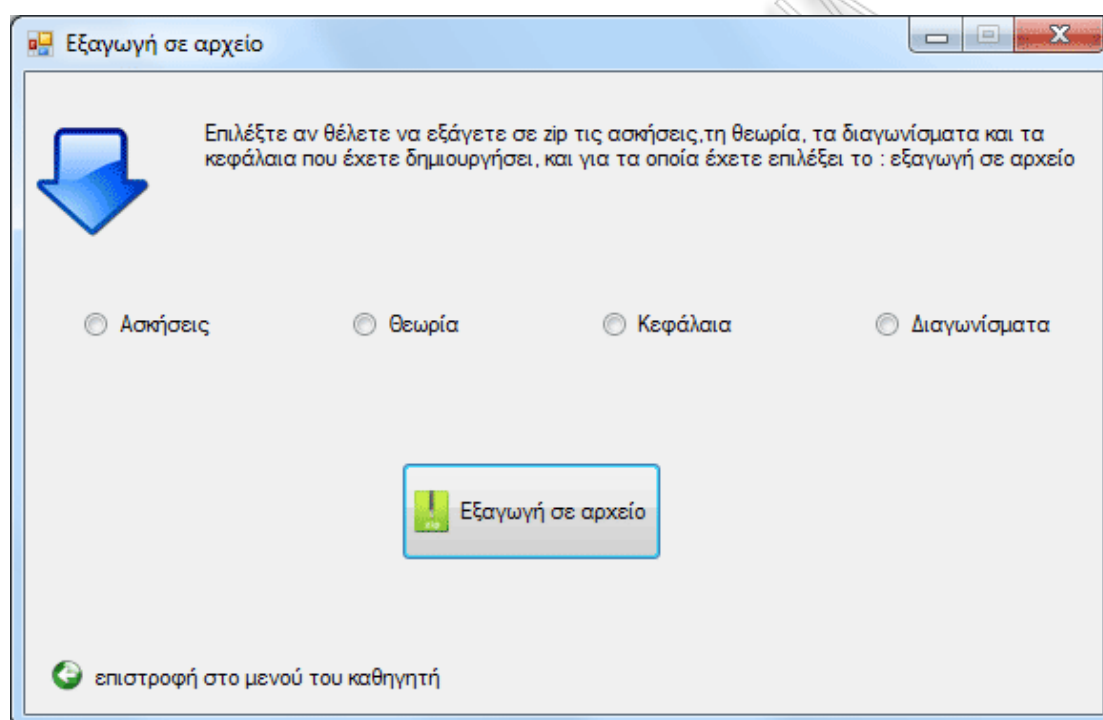 Εξαγωγή σε αρχείο
Επιλέξτε αν θέλετε να εξάγετε σε zip τις ασκήσεις,τη θεωρία, τα διαγωνίσματα και τα
κεφάλαια που έχετε δημιουργήσει, και για τα οποία έχετε επιλέξει το : εξαγωγή σε αρχείο
Ασκήσεις Θεωρία Κεφάλαια Διαγωνίσματα
Εξαγωγή σε αρχείο
επιστροφή στο μενού του καθηγητή